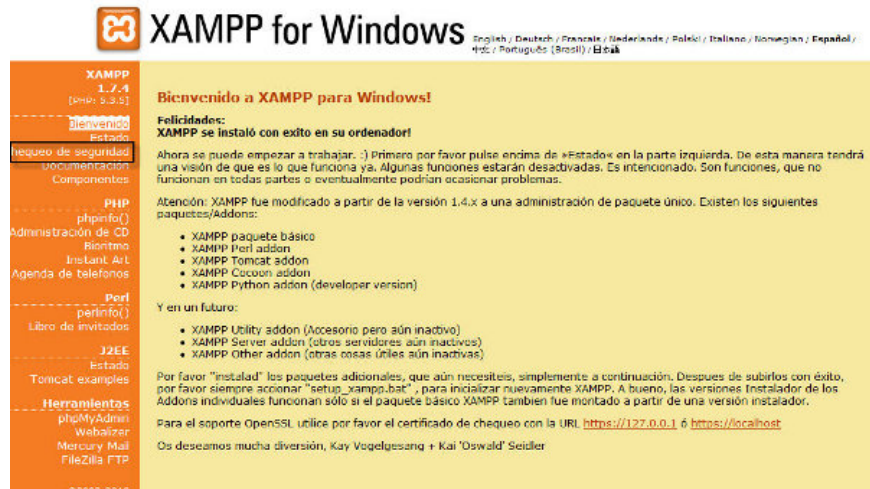 XAMPP for Windows
English / Deutsch / Francais / Nederlands / Polski / Italiano / Norwegian / Español /
中文 / Português (Brasil) / 日本語
XAMPP
1.7.4
[PHP: 5.3.5]
Bienvenido
Estado
hequeo de seguridad
Documentación
Componentes
PHP
phpinfo()
Administración de CD
Bioritmo
Instant Art
Agenda de telefonos
Perl
perlinfo()
Libro de invitados
J2EE
Estado
Tomcat examples
Herramientas
phpMyAdmin
Webalizer
Mercury Mail
FileZilla FTP
Bienvenido a XAMPP para Windows!
Felicidades:
XAMPP se instaló con exito en su ordenador!
Ahora se puede empezar a trabajar. :) Primero por favor pulse encima de »Estado« en la parte izquierda. De esta manera tendrá
una visión de que es lo que funciona ya. Algunas funciones estarán desactivadas. Es intencionado. Son funciones, que no
funcionan en todas partes o eventualmente podrían ocasionar problemas.
Atención: XAMPP fue modificado a partir de la versión 1.4.x a una administración de paquete único. Existen los siguientes
paquetes/Addons:
• XAMPP paquete básico
• XAMPP Perl addon
• XAMPP Tomcat addon
• XAMPP Cocoon addon
• XAMPP Python addon (developer version)
Y en un futuro:
• XAMPP Utility addon (Accesorio pero aún inactivo)
• XAMPP Server addon (otros servidores aún inactivos)
• XAMPP Other addon (otras cosas útiles aún inactivas)
Por favor "instalad" los paquetes adicionales, que aún necesiteis, simplemente a continuación. Despues de subirlos con éxito,
por favor siempre accionar "setup_xampp.bat" , para inicializar nuevamente XAMPP. A bueno, las versiones Instalador de los
Addons individuales funcionan sólo si el paquete básico XAMPP tambien fue montado a partir de una versión instalador.
Para el soporte OpenSSL utilice por favor el certificado de chequeo con la URL https://127.0.0.1 ó https://localhost
Os deseamos mucha diversión, Kay Vogelgesang + Kai 'Oswald' Seidler